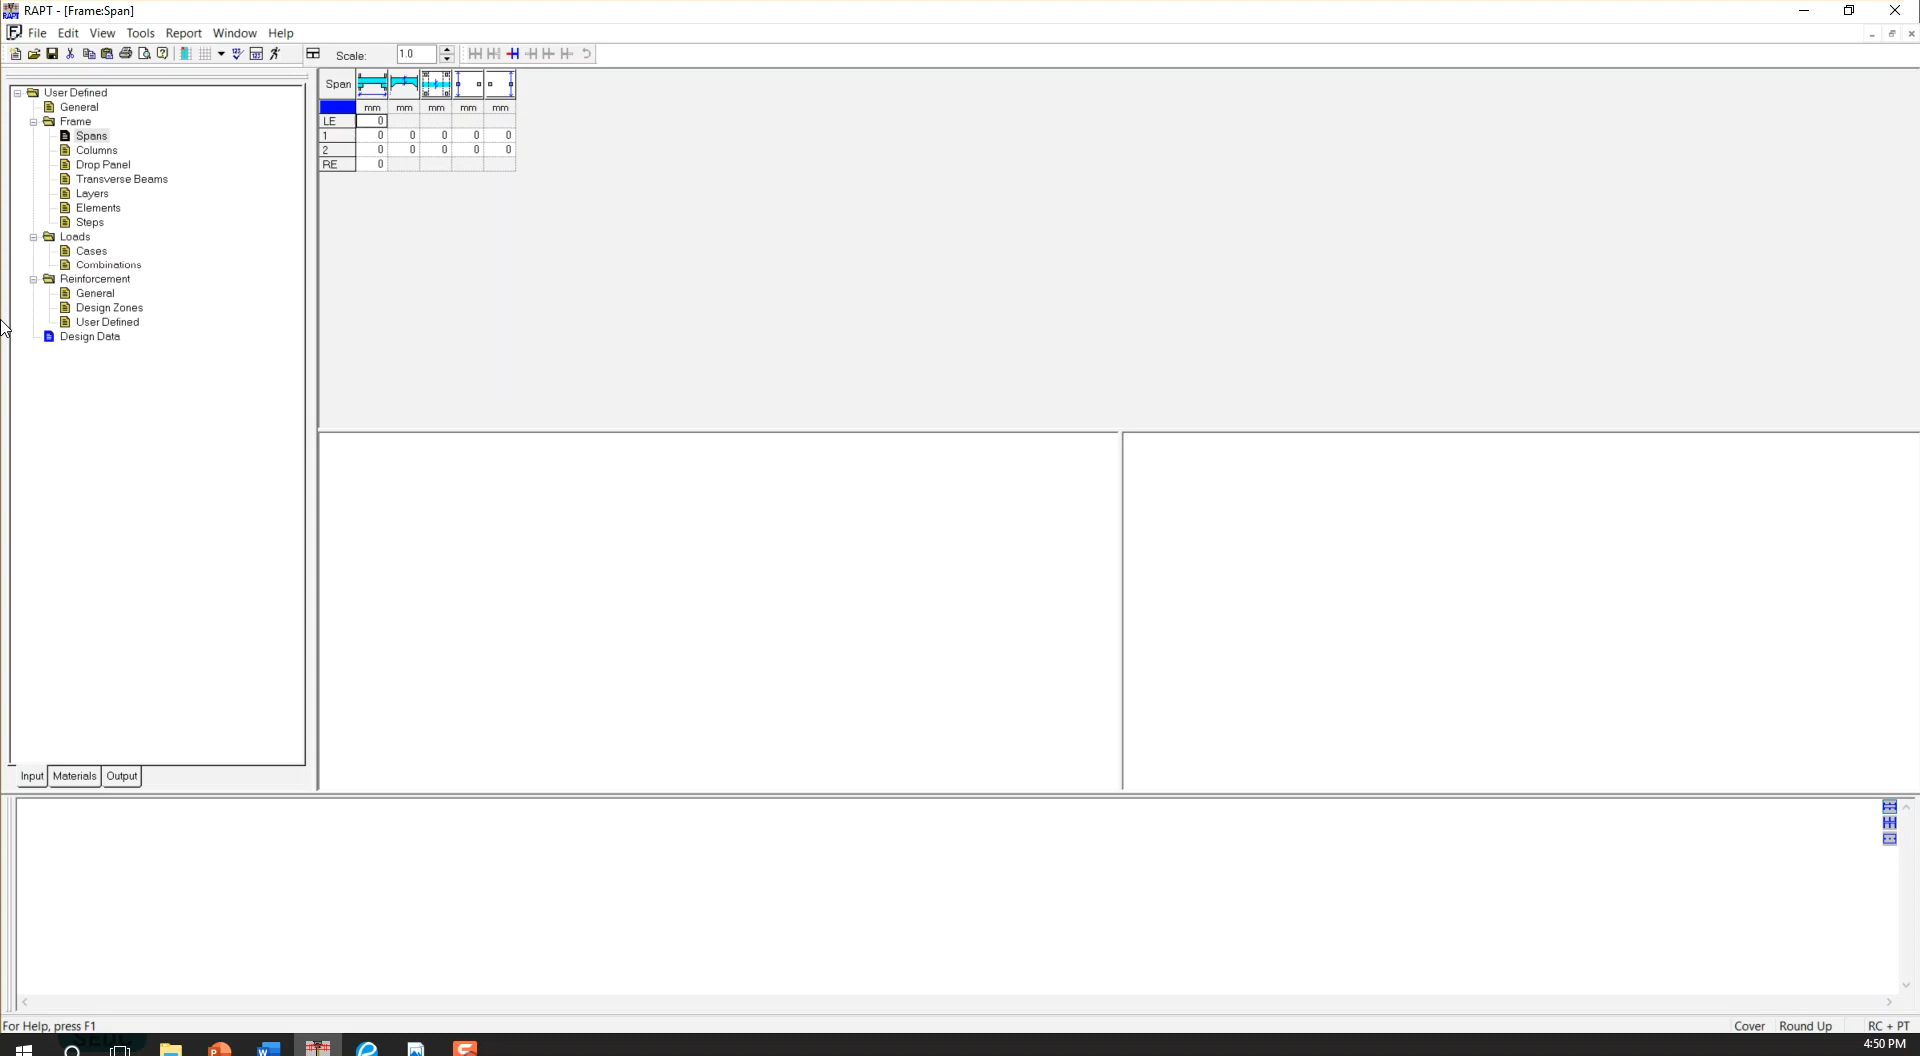 RAPT - [Frame:Span]
File Edit View Tools Report Window Help
Scale: 1.0
User Defined
General
Frame
Spans
Columns
Drop Panel
Transverse Beams
Layers
Elements
Steps
Loads
Cases
Combinations
Reinforcement
General
Design Zones
User Defined
Design Data
Input Materials Output
Span
mm mm mm mm mm
LE 0
1 0 0 0 0 0
2 0 0 0 0 0
RE 0
For Help, press F1
Cover Round Up RC + PT
4:50 PM